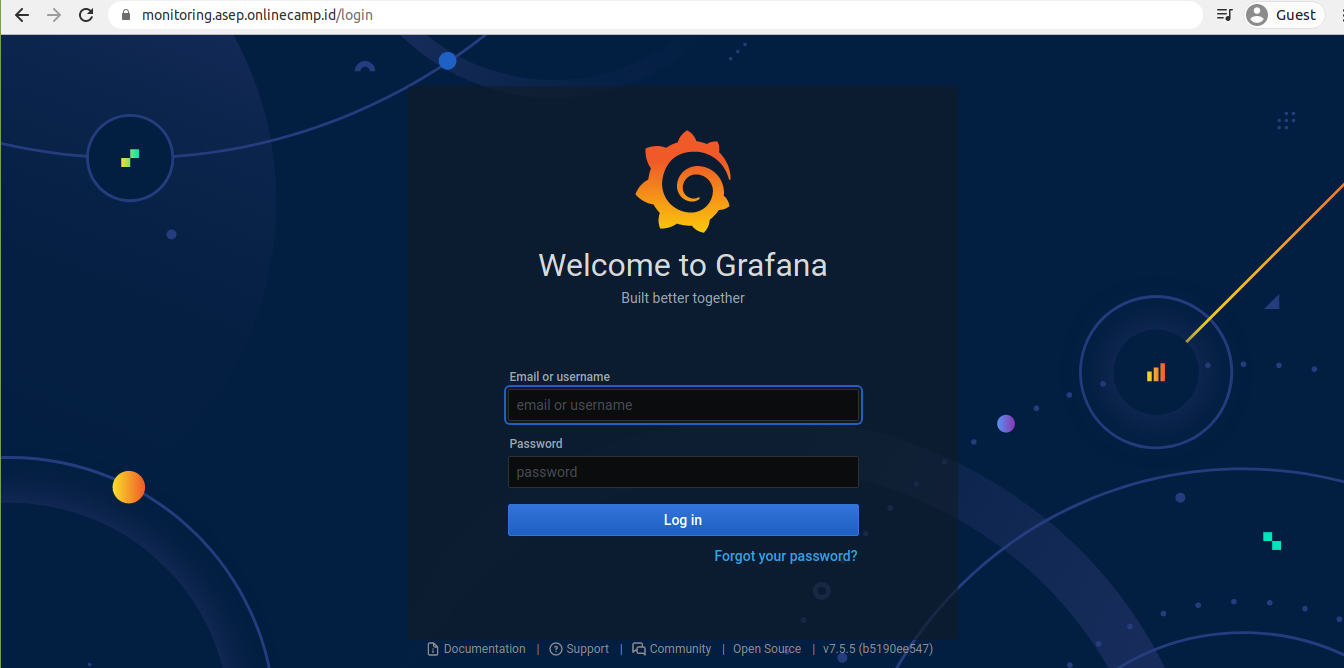 monitoring.asep.onlinecamp.id/login
Guest
Welcome to Grafana
Built better together
Email or username
email or username
Password
password
Log in
Forgot your password?
Documentation | Support | Community | Open Source | v7.5.5 (b5190ee547)